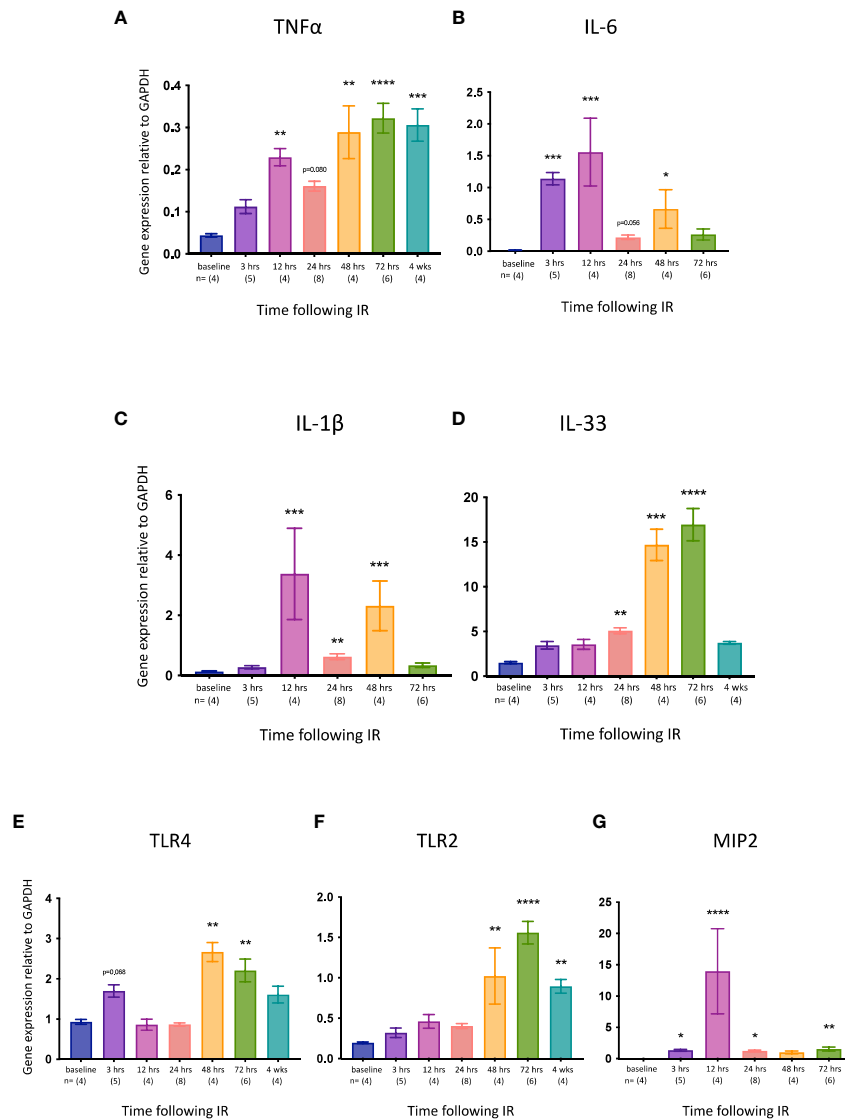 A
TNFα
Gene expression relative to GAPDH
0.4
0.3
0.2
0.1
0.0
**
p=0.080
**
****
***
baseline 3 hrs 12 hrs 24 hrs 48 hrs 72 hrs 4 wks
n= (4) (5) (4) (8) (4) (6) (4)
Time following IR
B
IL-6
2.5
2.0
1.5
1.0
0.5
0.0
***
***
p=0.056
*
baseline 3 hrs 12 hrs 24 hrs 48 hrs 72 hrs
n= (4) (5) (4) (8) (4) (6)
Time following IR
C
IL-1β
Gene expression relative to GAPDH
6
4
2
0
***
**
***
baseline 3 hrs 12 hrs 24 hrs 48 hrs 72 hrs
n= (4) (5) (4) (8) (4) (6)
Time following IR
D
IL-33
20
15
10
5
0
**
***
****
baseline 3 hrs 12 hrs 24 hrs 48 hrs 72 hrs 4 wks
n= (4) (5) (4) (8) (4) (6) (4)
Time following IR
E
TLR4
Gene expression relative to GAPDH
4
3
2
1
0
p=0,068
**
**
baseline 3 hrs 12 hrs 24 hrs 48 hrs 72 hrs 4 wks
n= (4) (5) (4) (8) (4) (6) (4)
Time following IR
F
TLR2
2.0
1.5
1.0
0.5
0.0
**
****
**
baseline 3 hrs 12 hrs 24 hrs 48 hrs 72 hrs 4 wks
n= (4) (5) (4) (8) (4) (6) (4)
Time following IR
G
MIP2
25
20
15
10
5
0
*
****
*
**
baseline 3 hrs 12 hrs 24 hrs 48 hrs 72 hrs
n= (4) (5) (4) (8) (4) (6)
Time following IR